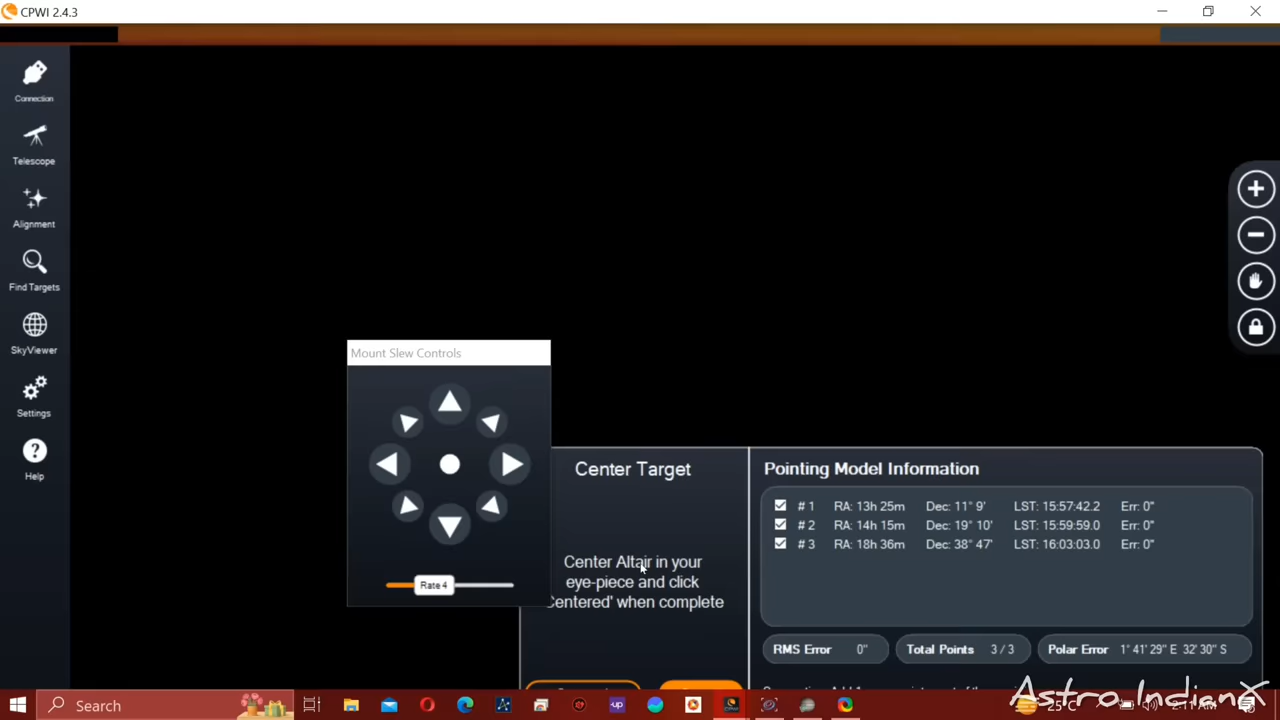 CPWI 2.4.3
Connection
Telescope
Alignment
Find Targets
SkyViewer
Settings
Help
Mount Slew Controls
Rate 4
Center Target
Center Altair in your
eye-piece and click
Centered' when complete
Pointing Model Information
# 1 RA: 13h 25m Dec: 11° 9' LST: 15:57:42.2 Err: 0"
# 2 RA: 14h 15m Dec: 19° 10' LST: 15:59:59.0 Err: 0"
# 3 RA: 18h 36m Dec: 38° 47' LST: 16:03:03.0 Err: 0"
RMS Error 0"
Total Points 3 / 3
Polar Error 1° 41' 29" E 32' 30" S
Search
up
25°C
Astro_IndianX